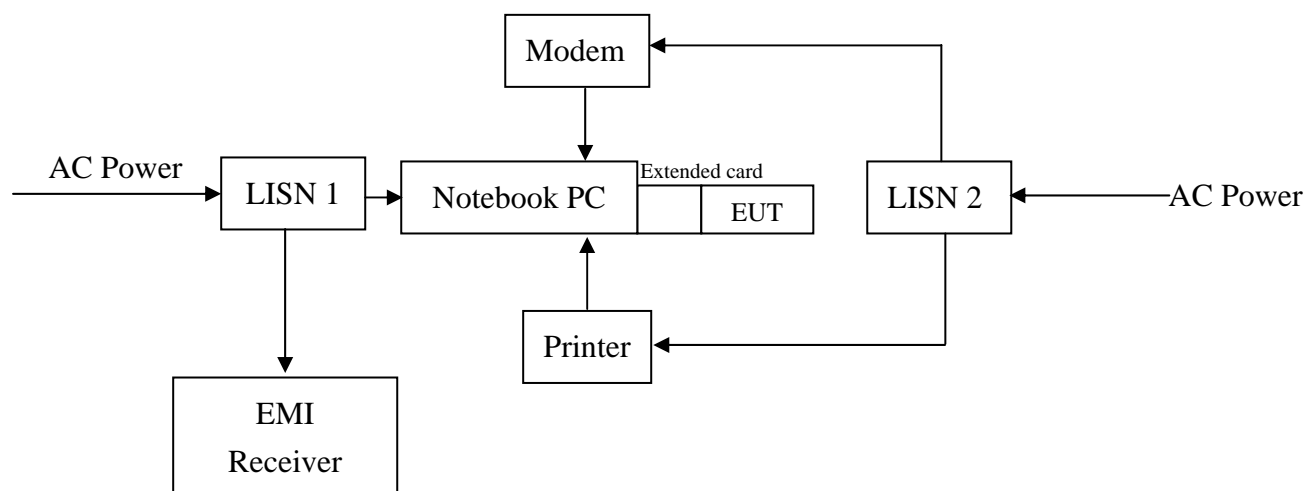 Modem
AC Power
LISN 1
Notebook PC
Extended card
EUT
LISN 2
AC Power
Printer
EMI
Receiver